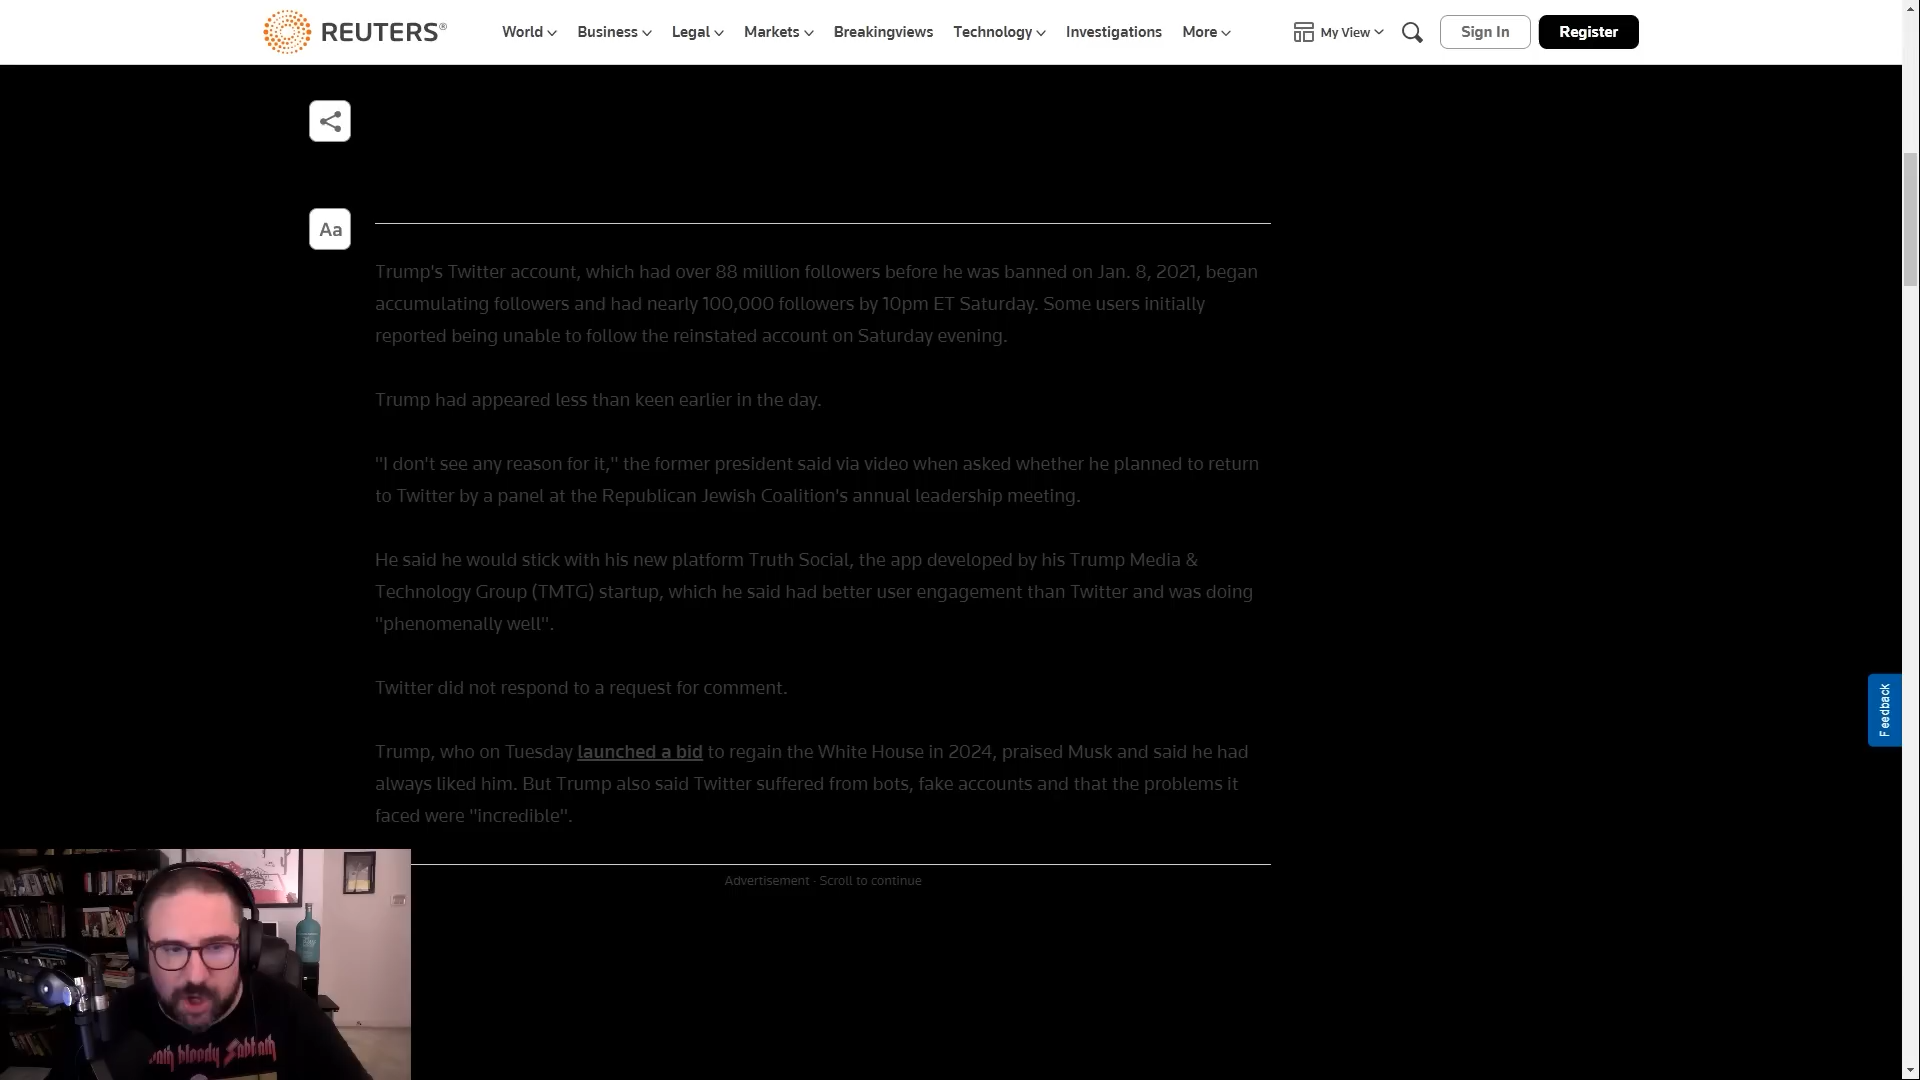 REUTERS®
World
Business
Legal
Markets
Breakingviews
Technology
Investigations
More
My View
Sign In
Register
Aa
Trump's Twitter account, which had over 88 million followers before he was banned on Jan. 8, 2021, began
accumulating followers and had nearly 100,000 followers by 10pm ET Saturday. Some users initially
reported being unable to follow the reinstated account on Saturday evening.
Trump had appeared less than keen earlier in the day.
"I don't see any reason for it," the former president said via video when asked whether he planned to return
to Twitter by a panel at the Republican Jewish Coalition's annual leadership meeting.
He said he would stick with his new platform Truth Social, the app developed by his Trump Media &
Technology Group (TMTG) startup, which he said had better user engagement than Twitter and was doing
"phenomenally well".
Twitter did not respond to a request for comment.
Trump, who on Tuesday launched a bid to regain the White House in 2024, praised Musk and said he had
always liked him. But Trump also said Twitter suffered from bots, fake accounts and that the problems it
faced were "incredible".
Advertisement · Scroll to continue
Feedback
bloody Sabbath